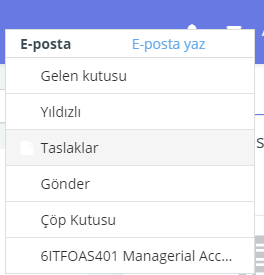 E-posta E-posta yaz
Gelen kutusu
Yıldızlı
Taslaklar
Gönder
Çöp Kutusu
6ITFOAS401 Managerial Acc...